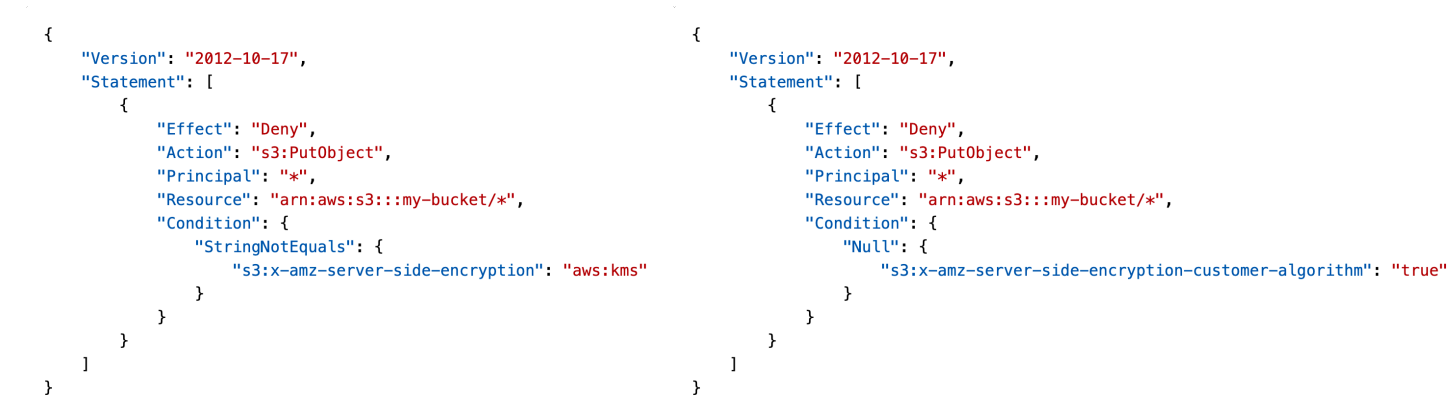 {
    "Version": "2012-10-17",
    "Statement": [
        {
            "Effect": "Deny",
            "Action": "s3:PutObject",
            "Principal": "*",
            "Resource": "arn:aws:s3:::my-bucket/*",
            "Condition": {
                "StringNotEquals": {
                    "s3:x-amz-server-side-encryption": "aws:kms"
                }
            }
        }
    ]
}
{
    "Version": "2012-10-17",
    "Statement": [
        {
            "Effect": "Deny",
            "Action": "s3:PutObject",
            "Principal": "*",
            "Resource": "arn:aws:s3:::my-bucket/*",
            "Condition": {
                "Null": {
                    "s3:x-amz-server-side-encryption-customer-algorithm": "true"
                }
            }
        }
    ]
}